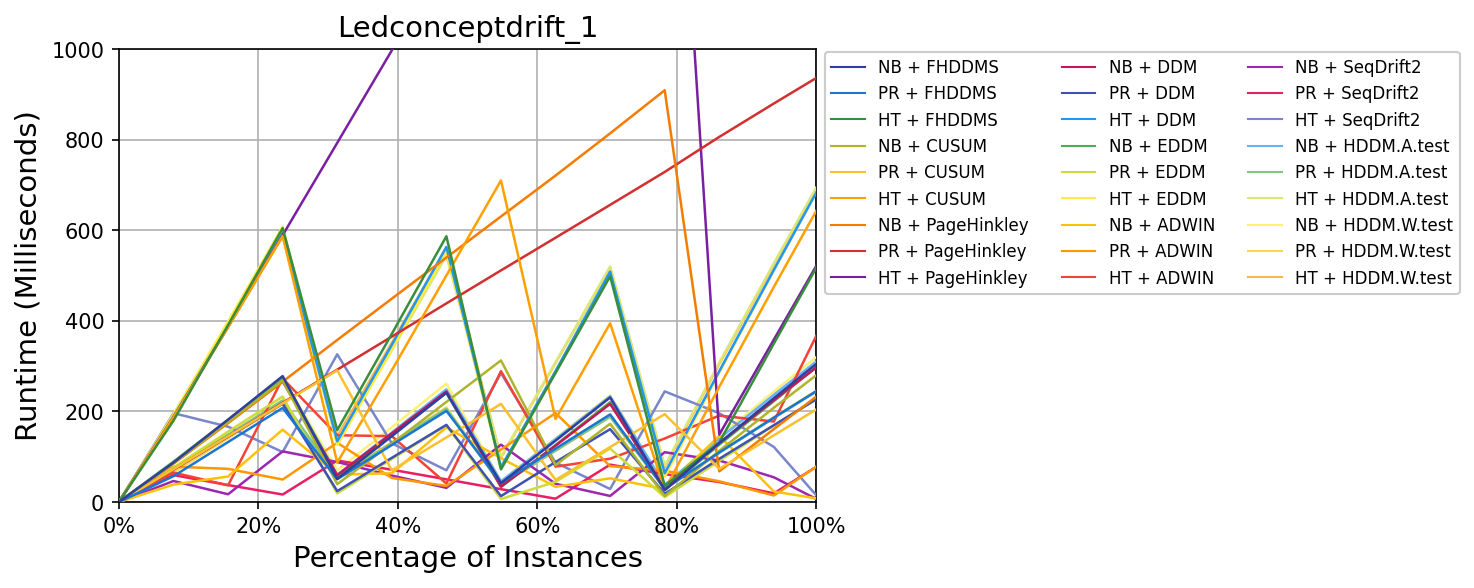 Ledconceptdrift_1
Runtime (Milliseconds)
1000
800
600
400
200
0
0%
20%
40%
60%
80%
100%
Percentage of Instances
NB + FHDDMS
PR + FHDDMS
HT + FHDDMS
NB + CUSUM
PR + CUSUM
HT + CUSUM
NB + PageHinkley
PR + PageHinkley
HT + PageHinkley
NB + DDM
PR + DDM
HT + DDM
NB + EDDM
PR + EDDM
HT + EDDM
NB + ADWIN
PR + ADWIN
HT + ADWIN
NB + SeqDrift2
PR + SeqDrift2
HT + SeqDrift2
NB + HDDM.A.test
PR + HDDM.A.test
HT + HDDM.A.test
NB + HDDM.W.test
PR + HDDM.W.test
HT + HDDM.W.test